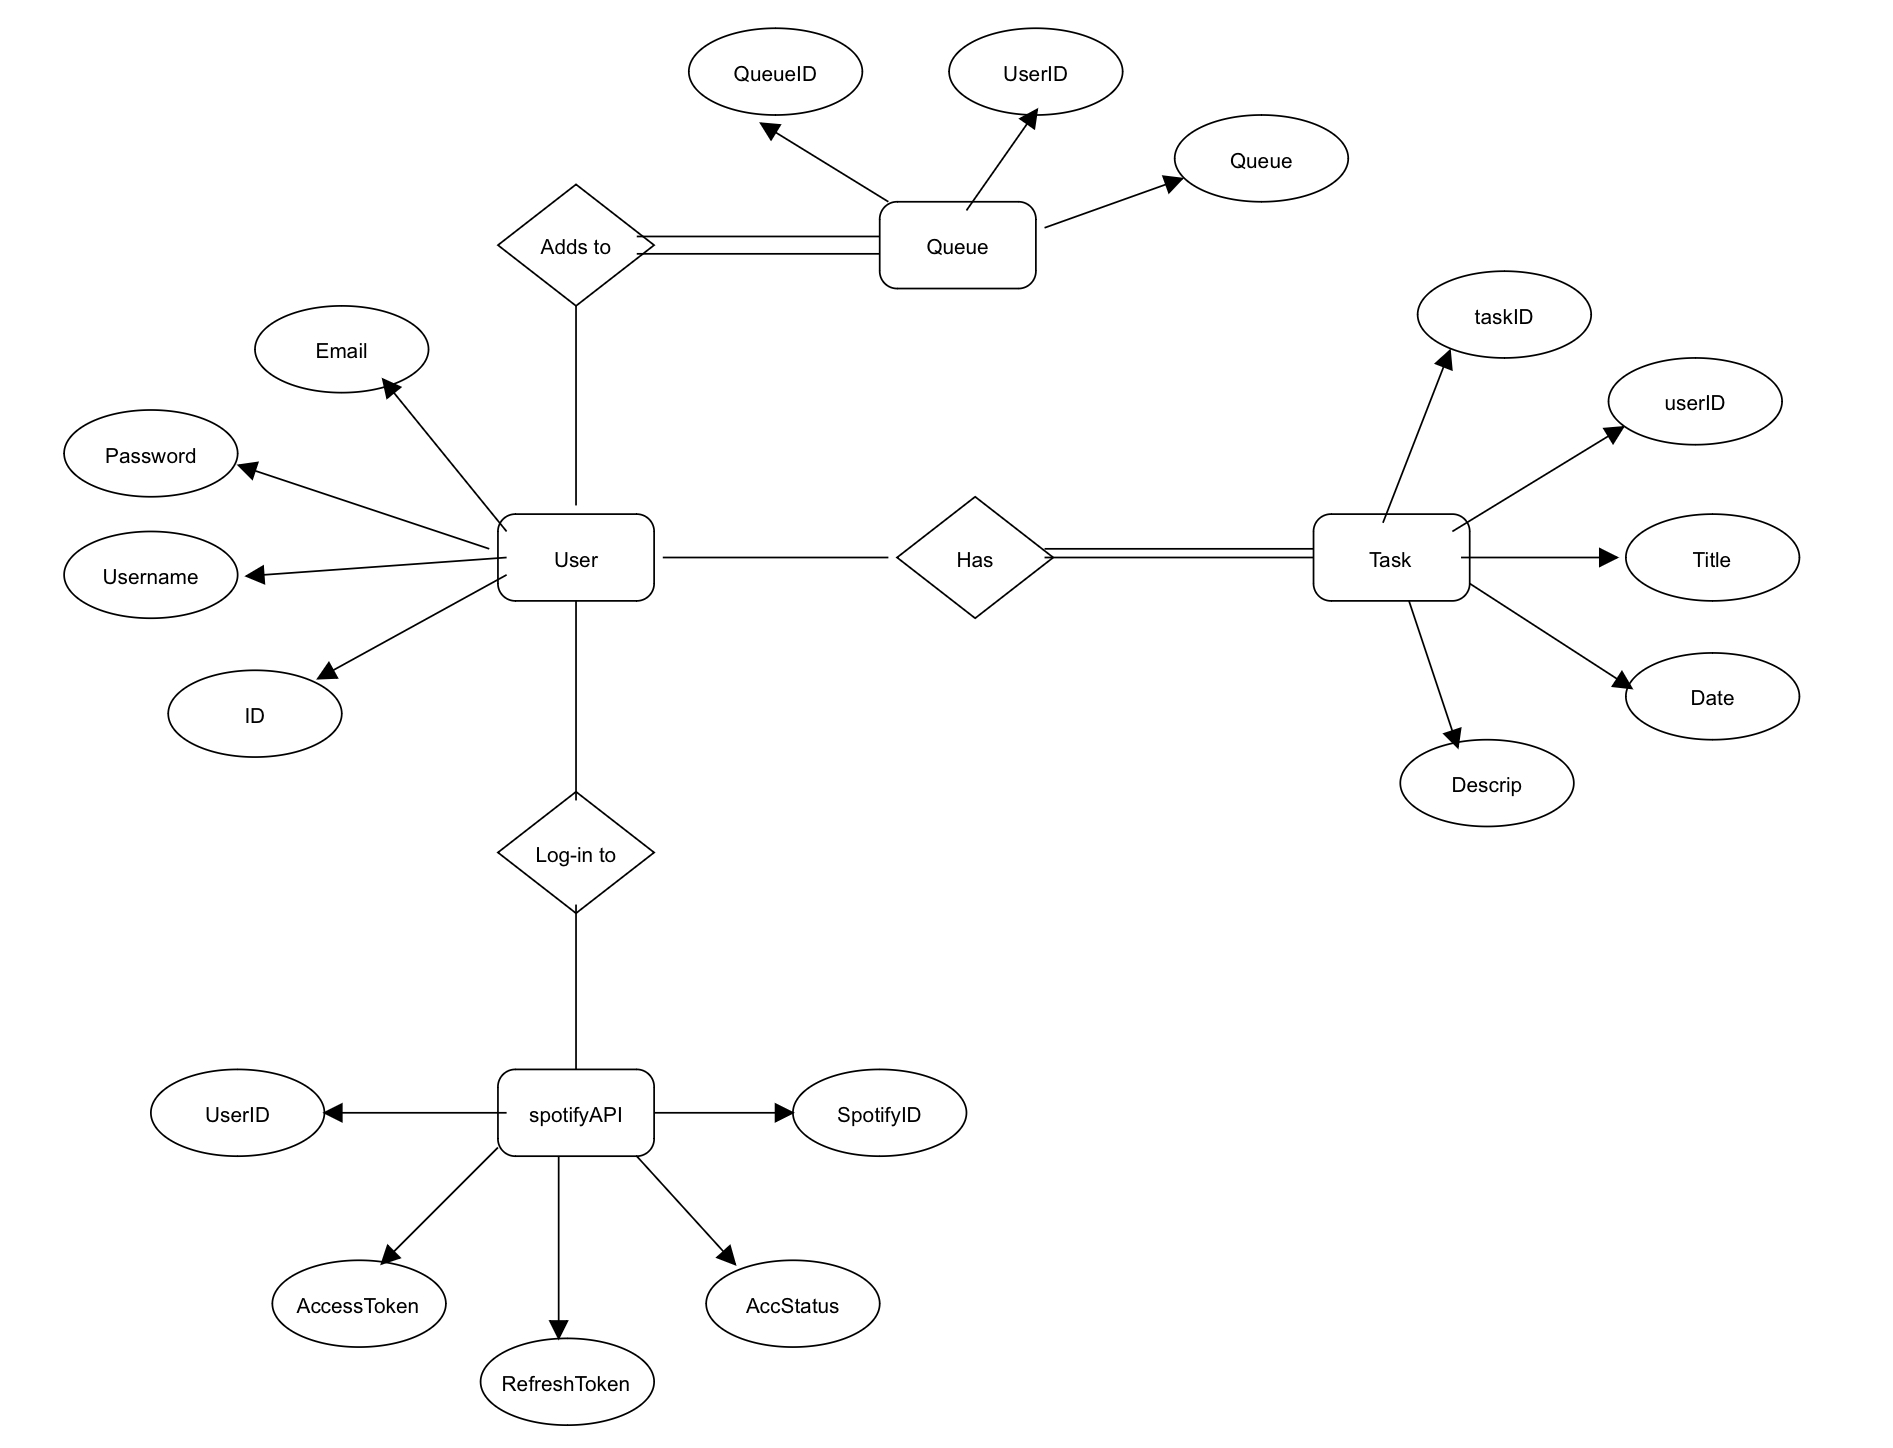 QueueID
UserID
Queue
Adds to
Queue
taskID
Email
userID
Password
User
Has
Task
Title
Username
ID
Date
Descrip
Log-in to
UserID
spotifyAPI
SpotifyID
AccessToken
AccStatus
RefreshToken